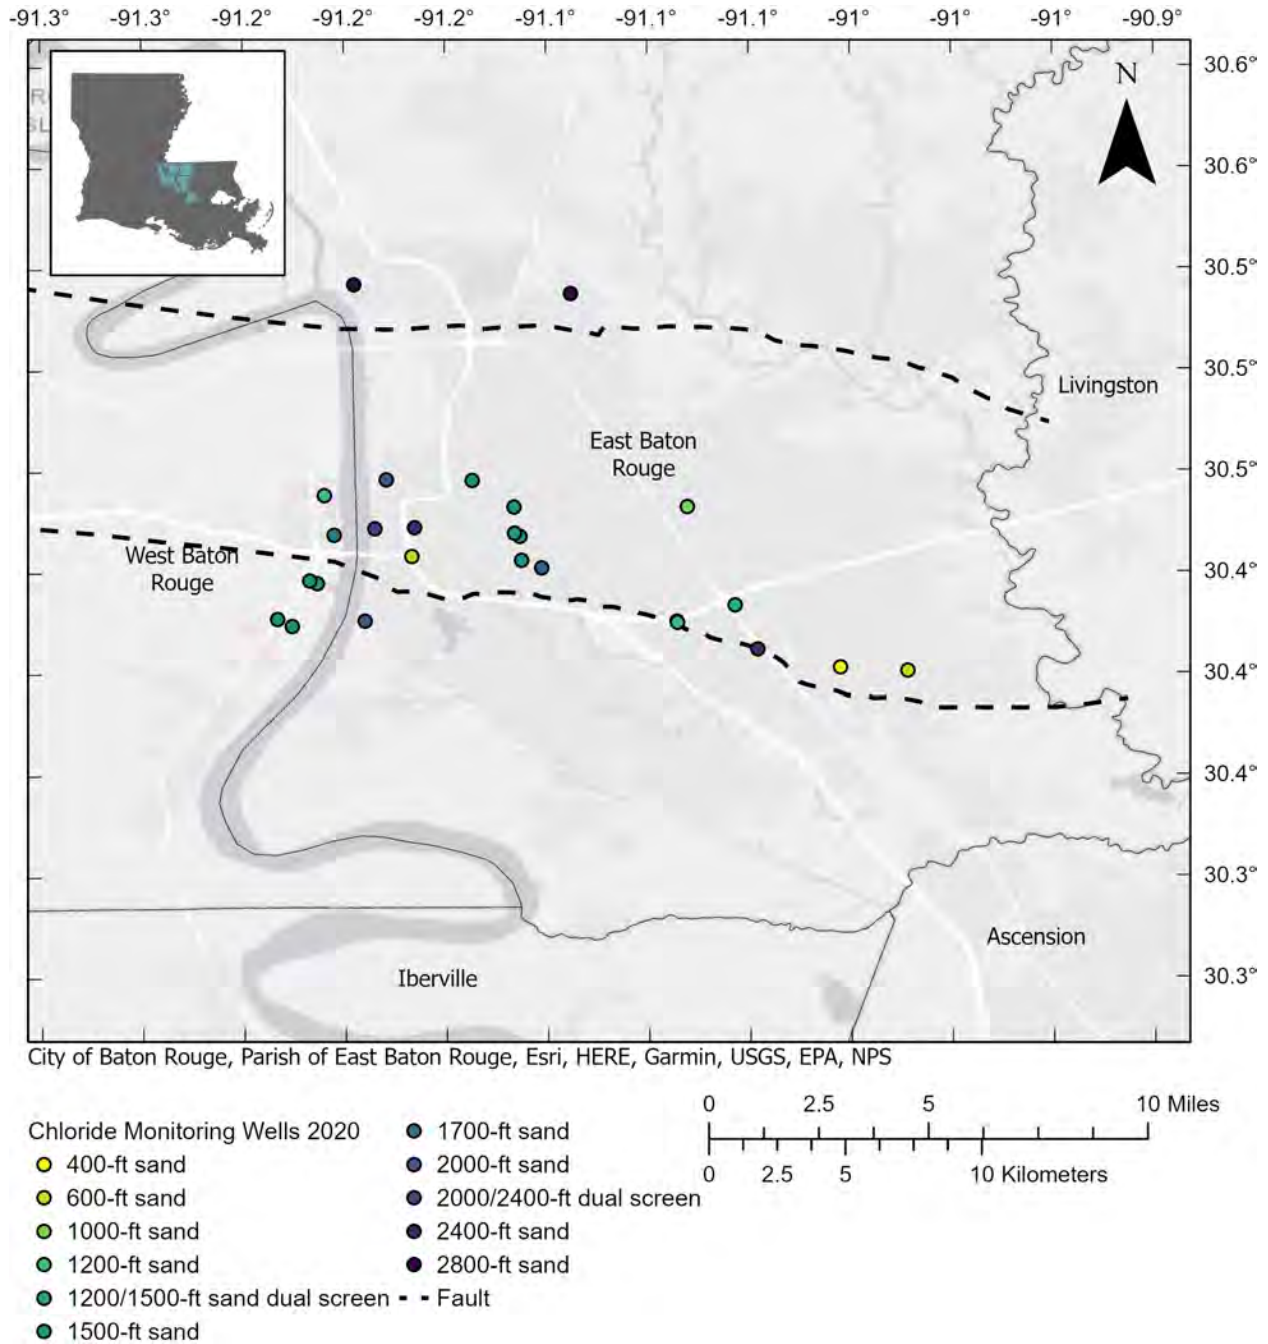 -91.3° -91.3° -91.2° -91.2° -91.2° -91.1° -91.1° -91.1° -91° -91° -91° -90.9°
N
30.6°
30.6°
30.5°
30.5°
Livingston
East Baton
Rouge
30.5°
West Baton
Rouge
30.4°
30.4°
30.4°
30.3°
Ascension
Iberville
30.3°
City of Baton Rouge, Parish of East Baton Rouge, Esri, HERE, Garmin, USGS, EPA, NPS
Chloride Monitoring Wells 2020
400-ft sand
600-ft sand
1000-ft sand
1200-ft sand
1200/1500-ft sand dual screen
1500-ft sand
1700-ft sand
2000-ft sand
2000/2400-ft dual screen
2400-ft sand
2800-ft sand
Fault
0 2.5 5 10 Miles
0 2.5 5 10 Kilometers